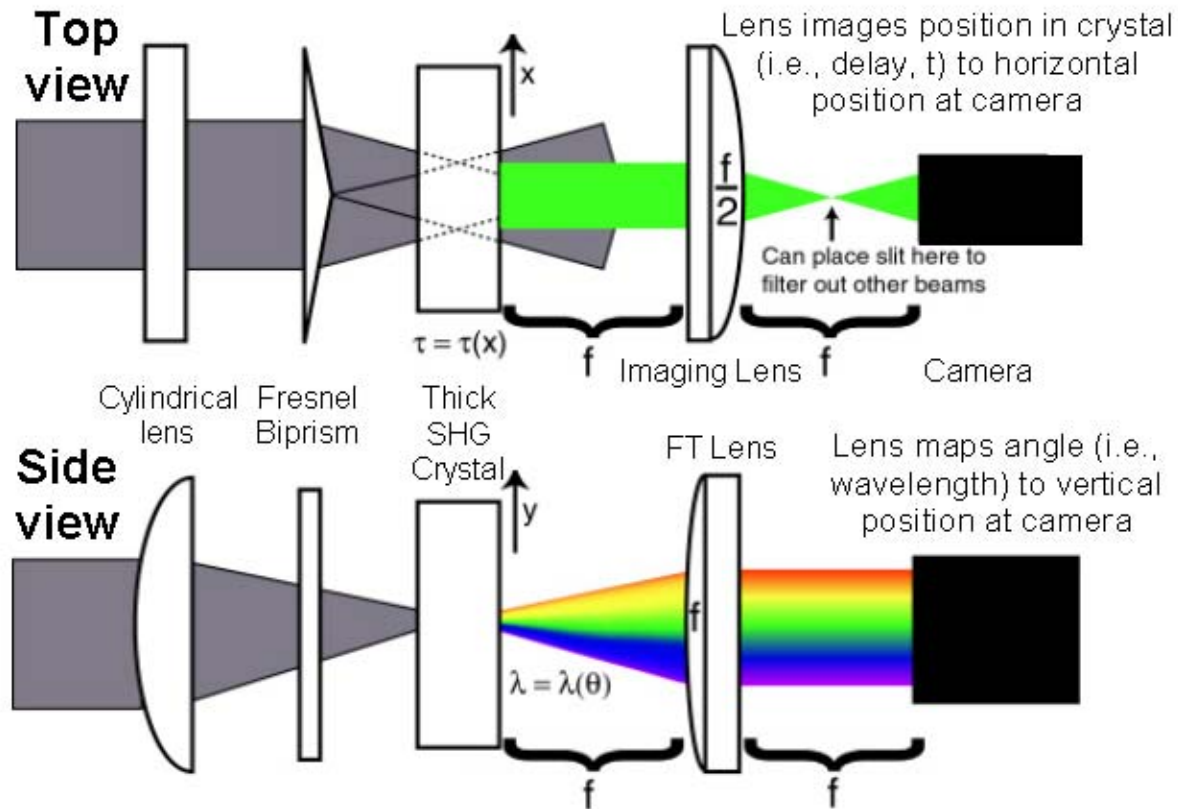 Top
view
Lens images position in crystal
(i.e., delay, t) to horizontal
position at camera
x
f
2
Can place slit here to
filter out other beams
τ = τ(x)
f
f
Imaging Lens
Camera
Cylindrical
lens
Fresnel
Biprism
Thick
SHG
Crystal
FT Lens
Side
view
Lens maps angle (i.e.,
wavelength) to vertical
position at camera
y
f
λ = λ(θ)
f
f